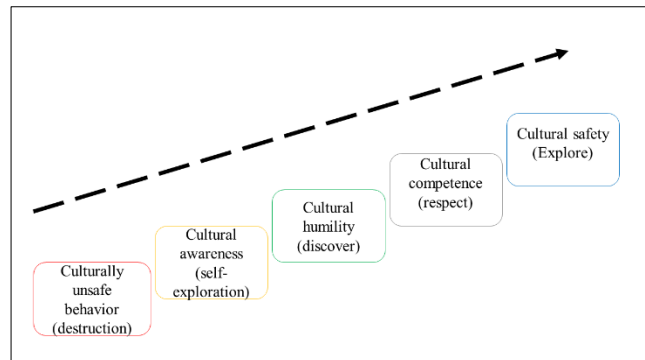 Cultural safety
(Explore)
Cultural
competence
(respect)
Cultural
humility
(discover)
Cultural
awareness
(self-
exploration)
Culturally
unsafe
behavior
(destruction)